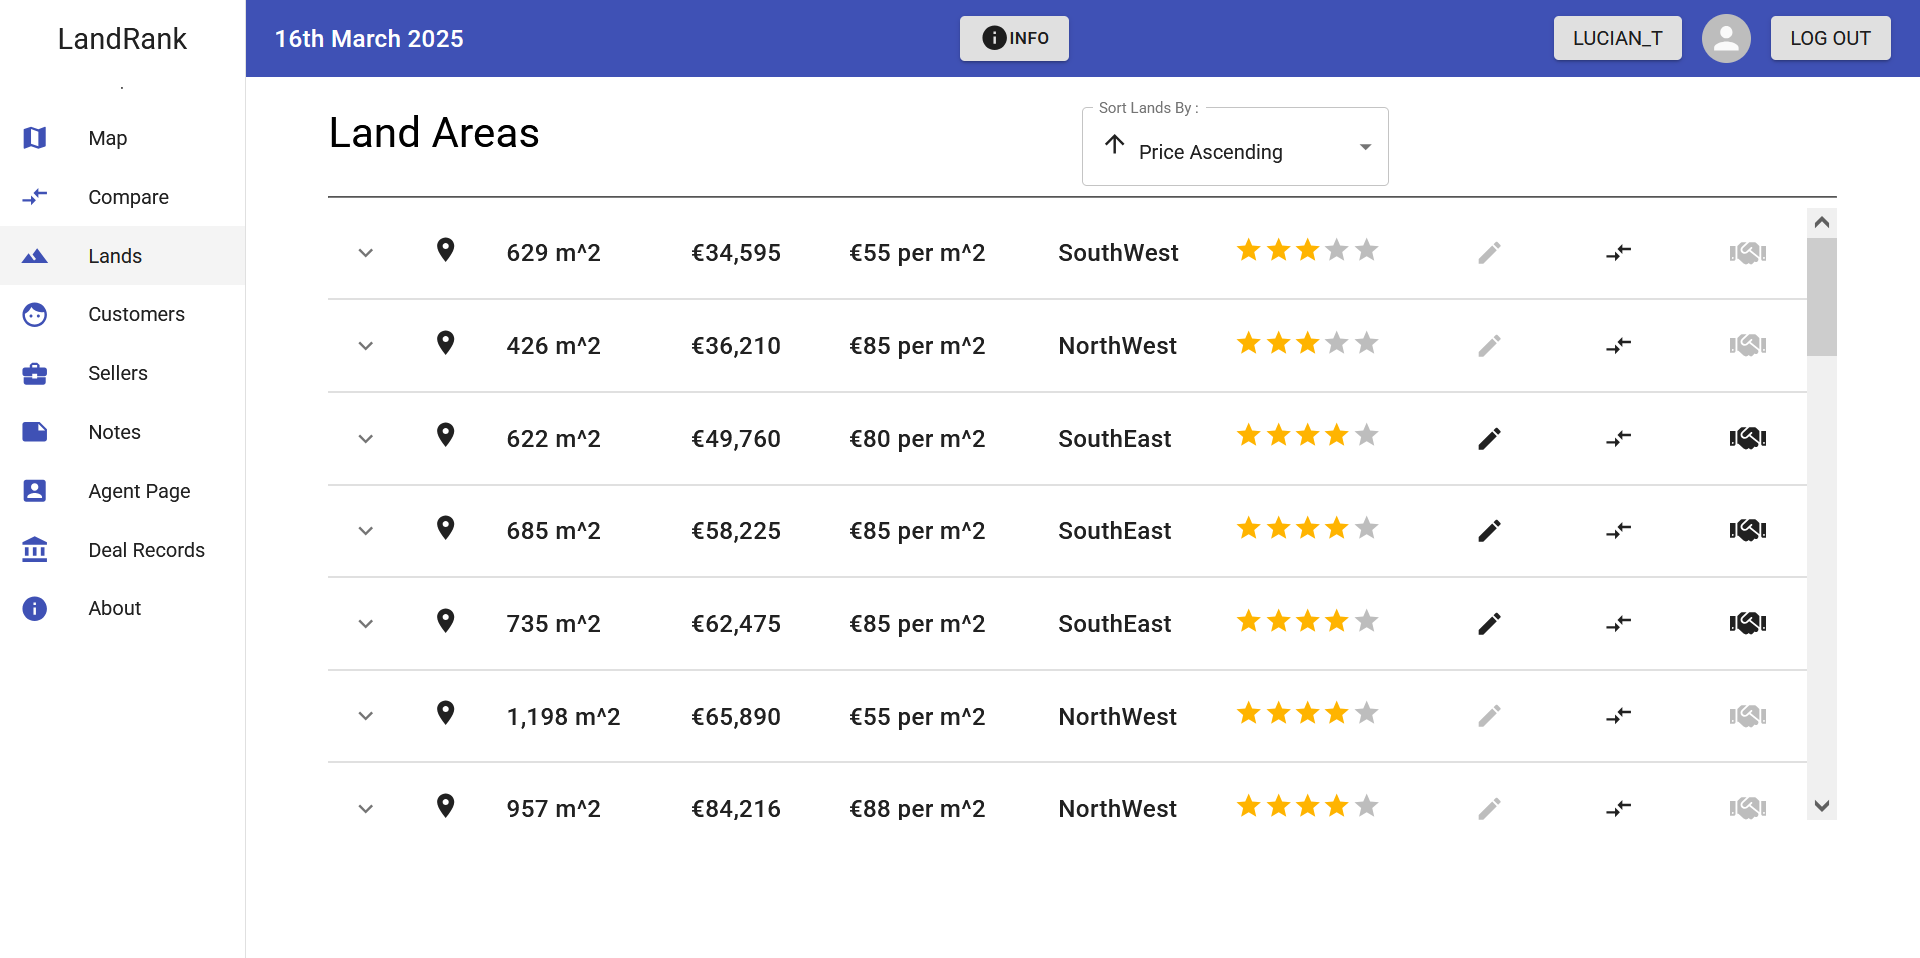 LandRank
.
Map
Compare
Lands
Customers
Sellers
Notes
Agent Page
Deal Records
About
16th March 2025
INFO
LUCIAN_T
LOG OUT
Land Areas
Sort Lands By :
Price Ascending
629 m^2 €34,595 €55 per m^2 SouthWest
426 m^2 €36,210 €85 per m^2 NorthWest
622 m^2 €49,760 €80 per m^2 SouthEast
685 m^2 €58,225 €85 per m^2 SouthEast
735 m^2 €62,475 €85 per m^2 SouthEast
1,198 m^2 €65,890 €55 per m^2 NorthWest
957 m^2 €84,216 €88 per m^2 NorthWest